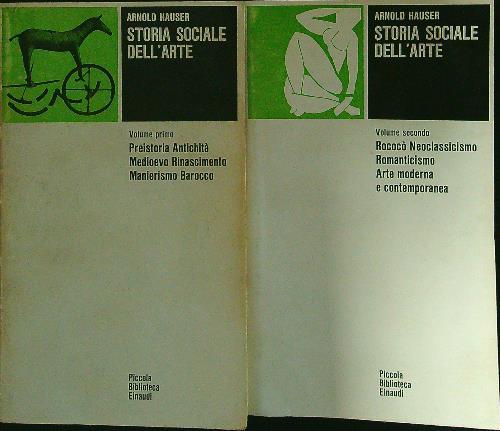 ARNOLD HAUSER
STORIA SOCIALE
DELL'ARTE
Volume primo
Preistoria Antichità
Medioevo Rinascimento
Manierismo Barocco
Piccola
Biblioteca
Einaudi
ARNOLD HAUSER
STORIA SOCIALE
DELL'ARTE
Volume secondo
Rococò Neoclassicismo
Romanticismo
Arte moderna
e contemporanea
Piccola
Biblioteca
Einaudi